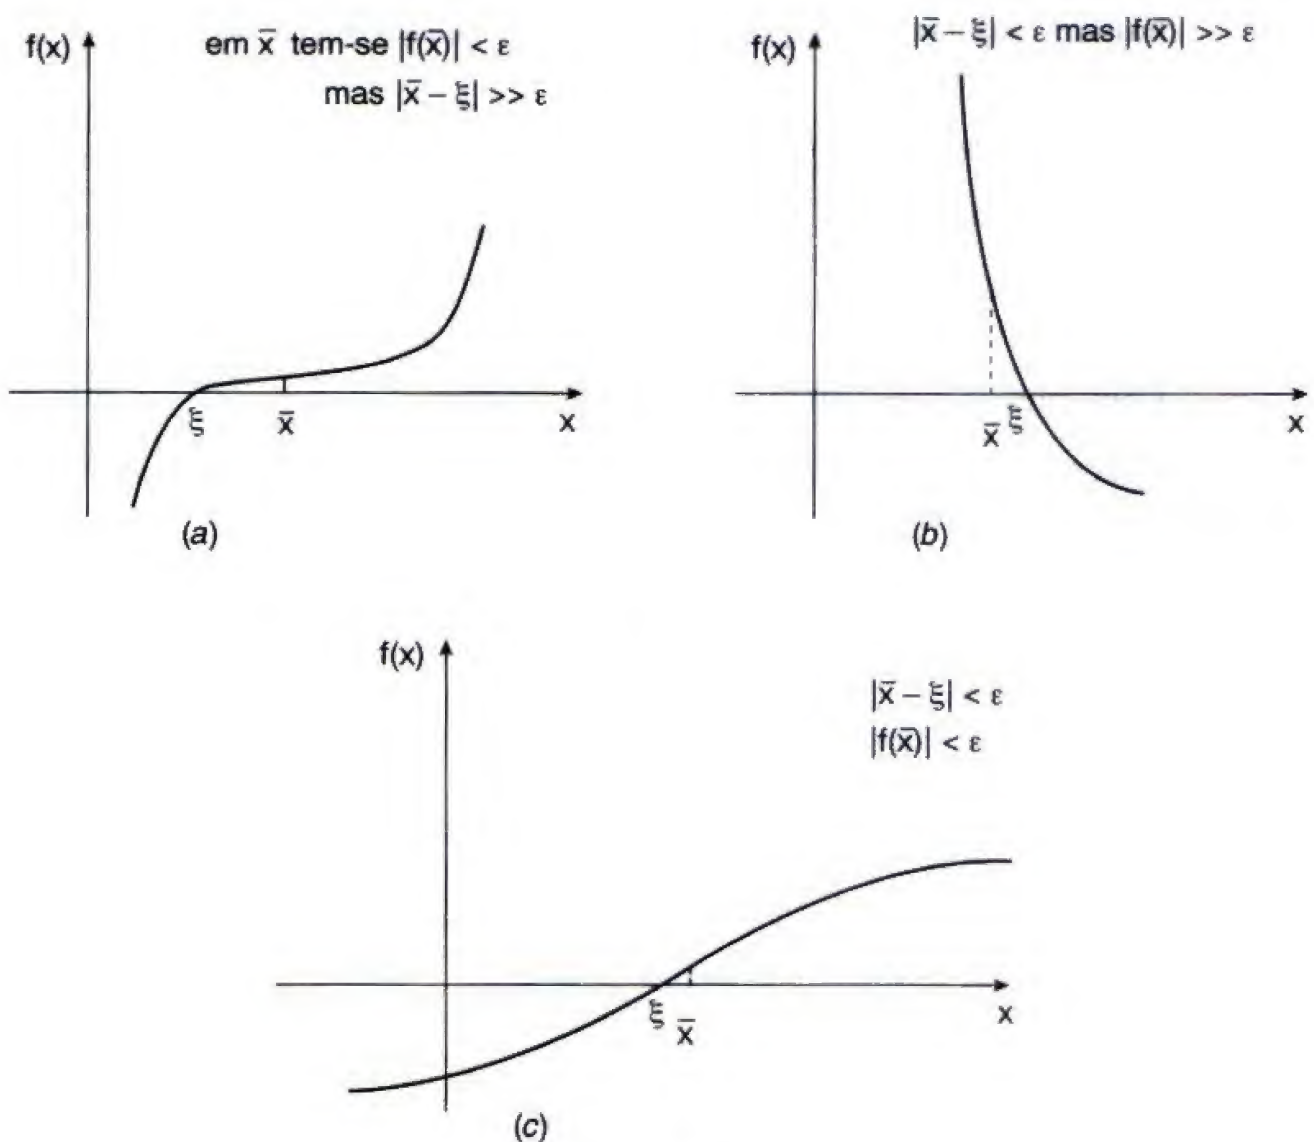 f(x)
em x̄ tem-se |f(x̄)| < ε
mas |x̄ – ξ| >> ε
ξ
x̄
x
(a)
|x̄ – ξ| < ε mas |f(x̄)| >> ε
f(x)
x̄
ξ
x
(b)
f(x)
|x̄ – ξ| < ε
|f(x̄)| < ε
ξ
x̄
x
(c)